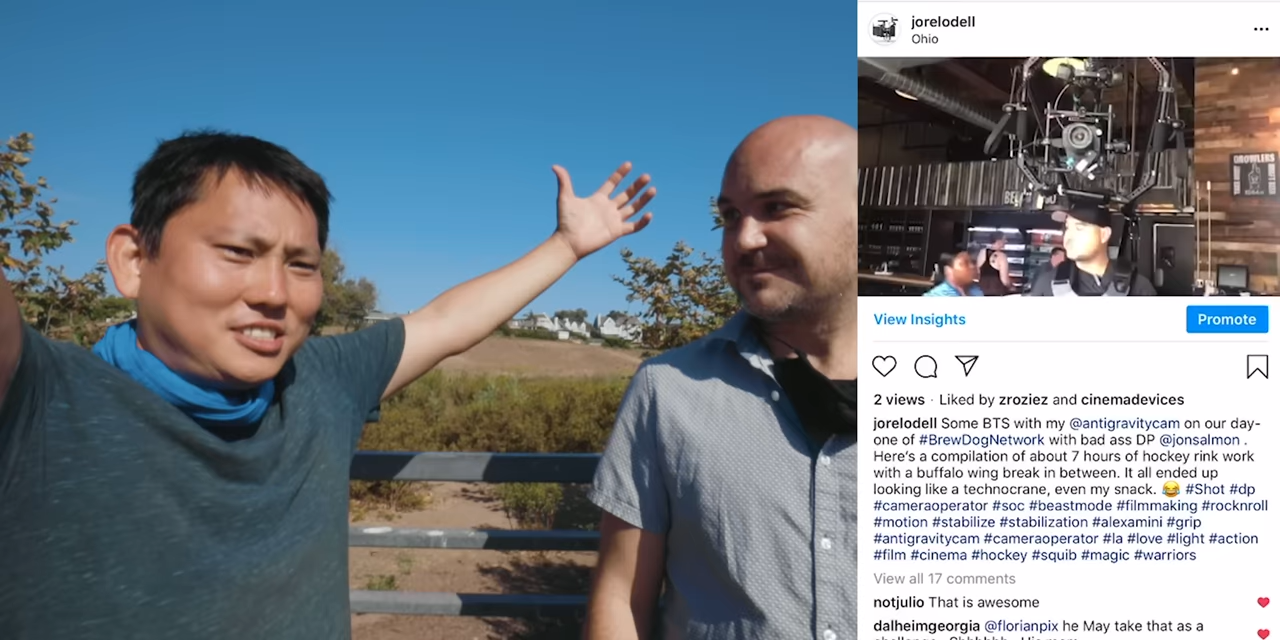 jorelodell
Ohio
GROWLERS
View Insights
Promote
2 views · Liked by zroziez and cinemadevices
jorelodell Some BTS with my @antigravitycam on our day-
one of #BrewDogNetwork with bad ass DP @jonsalmon .
Here's a compilation of about 7 hours of hockey rink work
with a buffalo wing break in between. It all ended up
looking like a technocrane, even my snack. 😂 #Shot #dp
#cameraoperator #soc #beastmode #filmmaking #rocknroll
#motion #stabilize #stabilization #alexamini #grip
#antigravitycam #cameraoperator #la #love #light #action
#film #cinema #hockey #squib #magic #warriors
View all 17 comments
notjulio That is awesome
dalheimgeorgia @florianpix he May take that as a